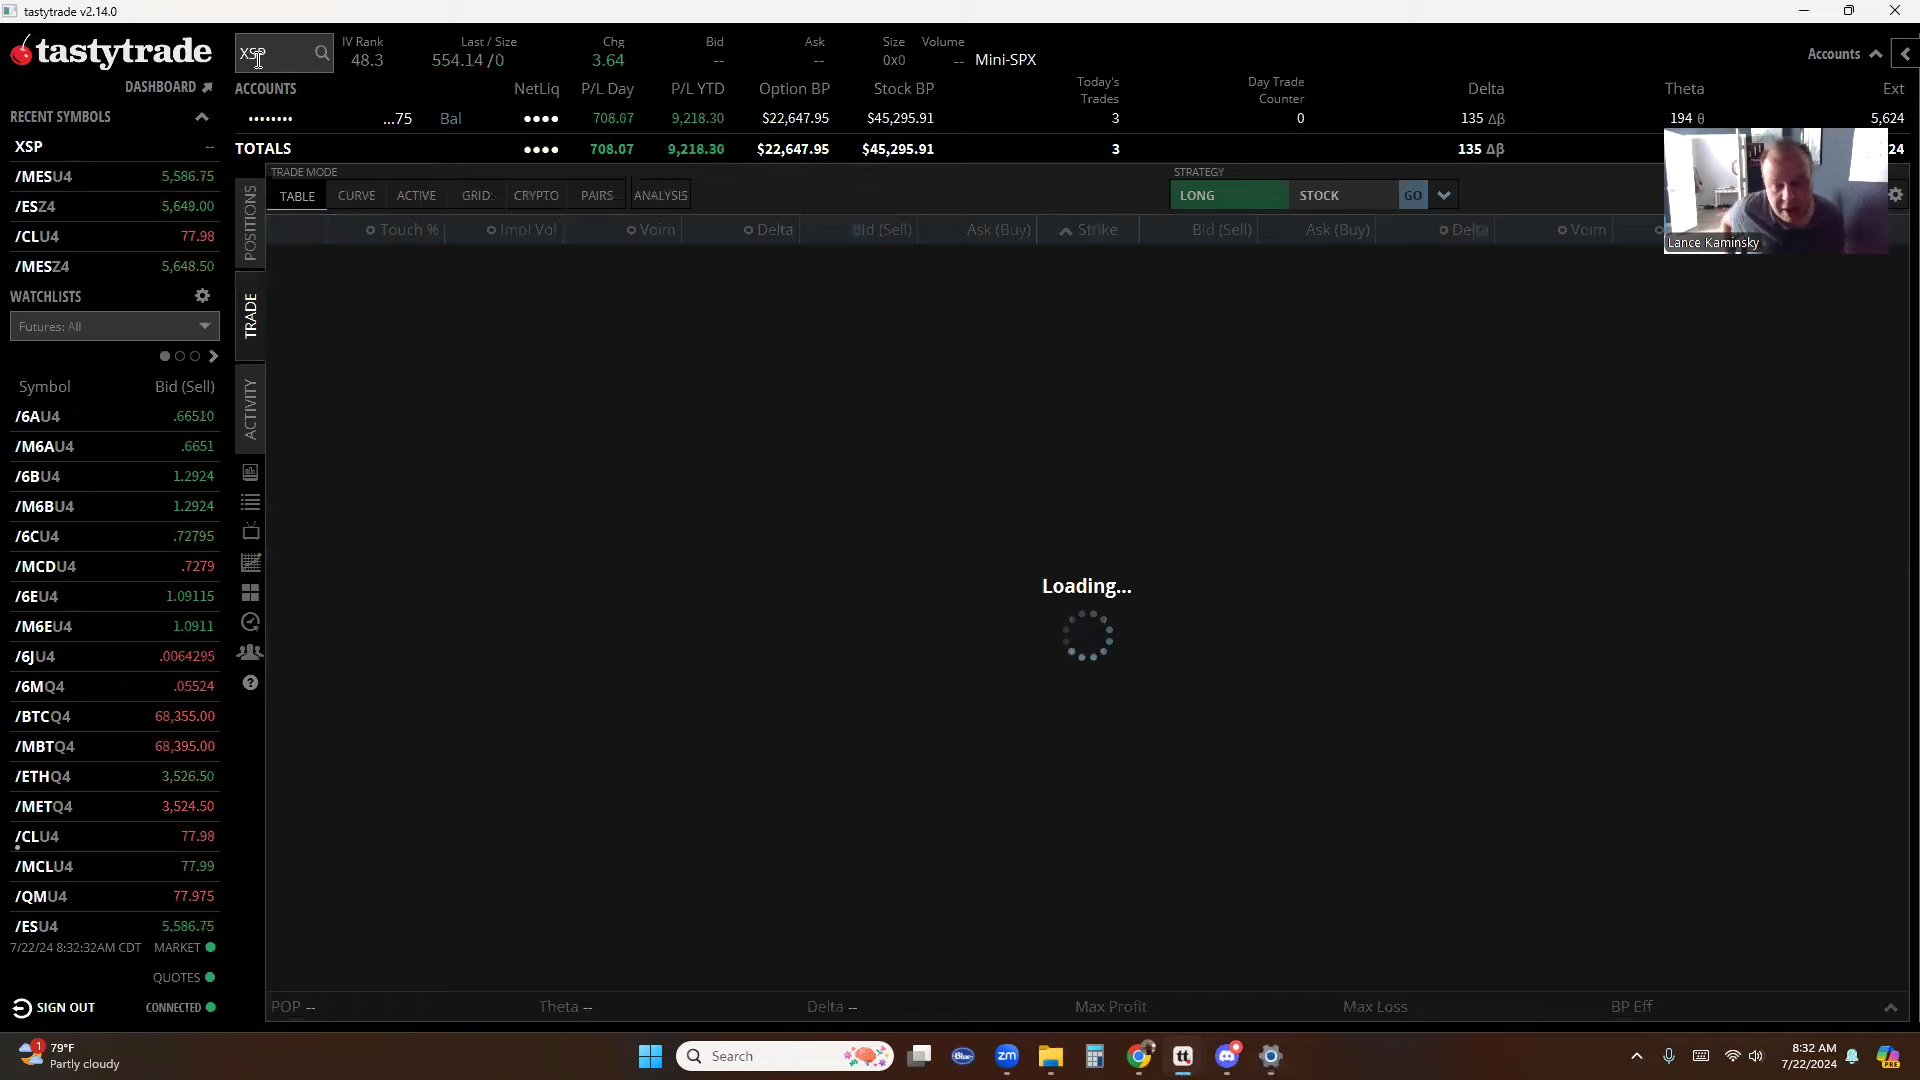 tastytrade v2.14.0
tastytrade
XSP
IV Rank
48.3
Last / Size
554.14 /0
Chg
3.64
Bid
--
Ask
--
Size
0x0
Volume
--
Mini-SPX
Accounts
DASHBOARD
ACCOUNTS NetLiq P/L Day P/L YTD Option BP Stock BP Today's Trades Day Trade Counter Delta Theta Ext
...75 Bal 708.07 9,218.30 $22,647.95 $45,295.91 3 0 135 Δβ 194 θ 5,624
TOTALS 708.07 9,218.30 $22,647.95 $45,295.91 3 135 Δβ 24
RECENT SYMBOLS
XSP --
/MESU4 5,586.75
/ESZ4 5,649.00
/CLU4 77.98
/MESZ4 5,648.50
WATCHLISTS
Futures: All
Symbol Bid (Sell)
/6AU4 .66510
/M6AU4 .6651
/6BU4 1.2924
/M6BU4 1.2924
/6CU4 .72795
/MCDU4 .7279
/6EU4 1.09115
/M6EU4 1.0911
/6JU4 .0064295
/6MQ4 .05524
/BTCQ4 68,355.00
/MBTQ4 68,395.00
/ETHQ4 3,526.50
/METQ4 3,524.50
/CLU4 77.98
/MCLU4 77.99
/QMU4 77.975
/ESU4 5,586.75
7/22/24 8:32:32AM CDT MARKET
QUOTES
SIGN OUT CONNECTED
POSITIONS
TRADE
ACTIVITY
TRADE MODE
TABLE CURVE ACTIVE GRIDS CRYPTO PAIRS ANALYSIS
STRATEGY
LONG STOCK GO
Touch % Impl Vol Voim Delta Bid (Sell) Ask (Buy) Strike Bid (Sell) Ask (Buy) Delta Voim
Lance Kaminsky
Loading...
POP -- Theta -- Delta -- Max Profit Max Loss BP Eff
1
79°F
Partly cloudy
Search
Blue
zm
tt
PRE
8:32 AM
7/22/2024